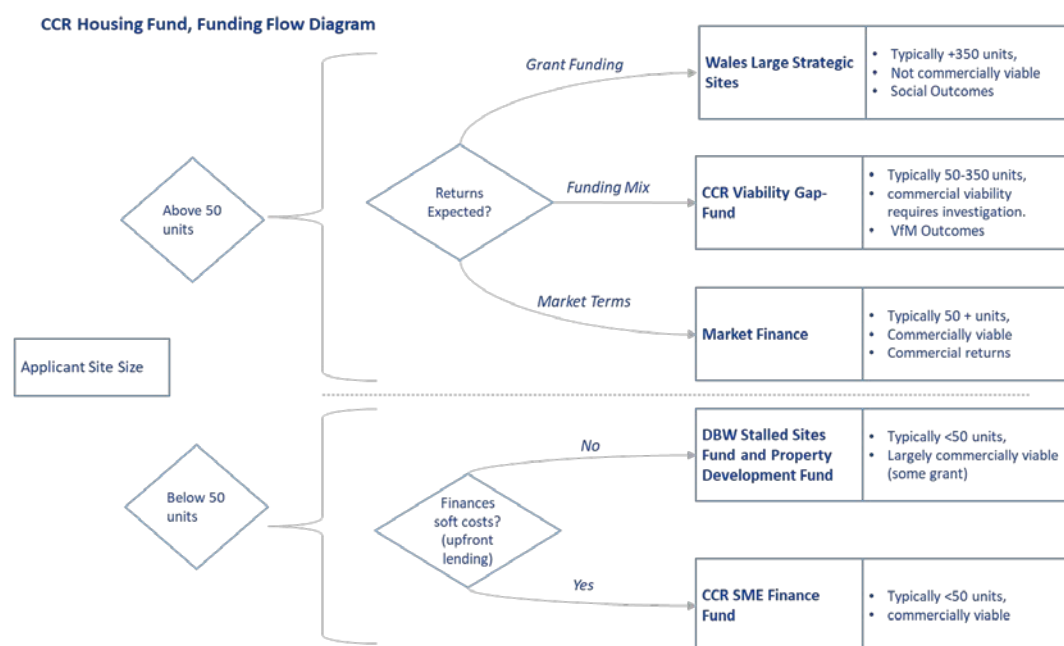 CCR Housing Fund, Funding Flow Diagram
Grant Funding
Wales Large Strategic
Sites
• Typically +350 units,
• Not commercially viable
• Social Outcomes
Above 50
units
Returns
Expected?
Funding Mix
CCR Viability Gap-
Fund
• Typically 50-350 units,
• commercial viability
requires investigation.
• VfM Outcomes
Market Terms
Market Finance
• Typically 50 + units,
• Commercially viable
• Commercial returns
Applicant Site Size
Below 50
units
Finances
soft costs?
(upfront
lending)
No
DBW Stalled Sites
Fund and Property
Development Fund
• Typically <50 units,
• Largely commercially viable
(some grant)
Yes
CCR SME Finance
Fund
• Typically <50 units,
• commercially viable